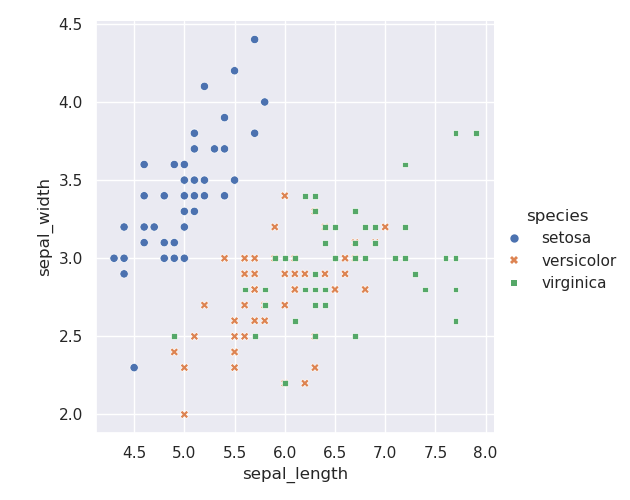 4.5
4.0
3.5
3.0
2.5
2.0
sepal_width
4.5 5.0 5.5 6.0 6.5 7.0 7.5 8.0
sepal_length
species
setosa
versicolor
virginica